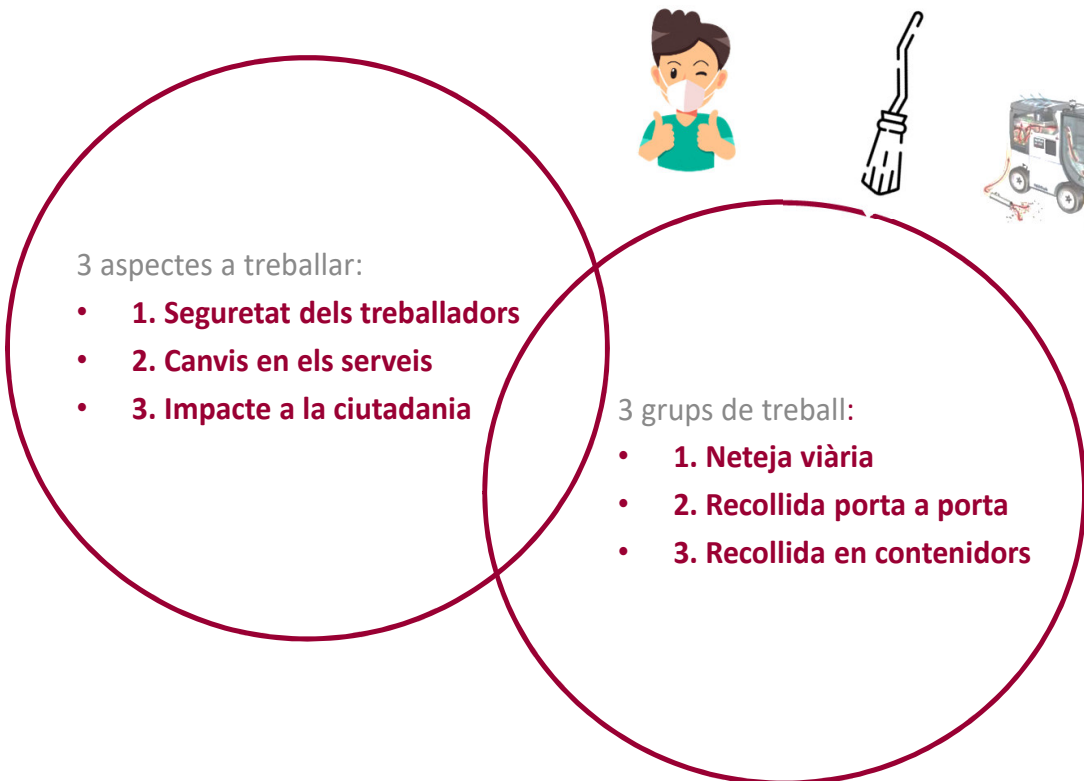 3 aspectes a treballar:
• 1. Seguretat dels treballadors
• 2. Canvis en els serveis
• 3. Impacte a la ciutadania
3 grups de treball:
• 1. Neteja viària
• 2. Recollida porta a porta
• 3. Recollida en contenidors